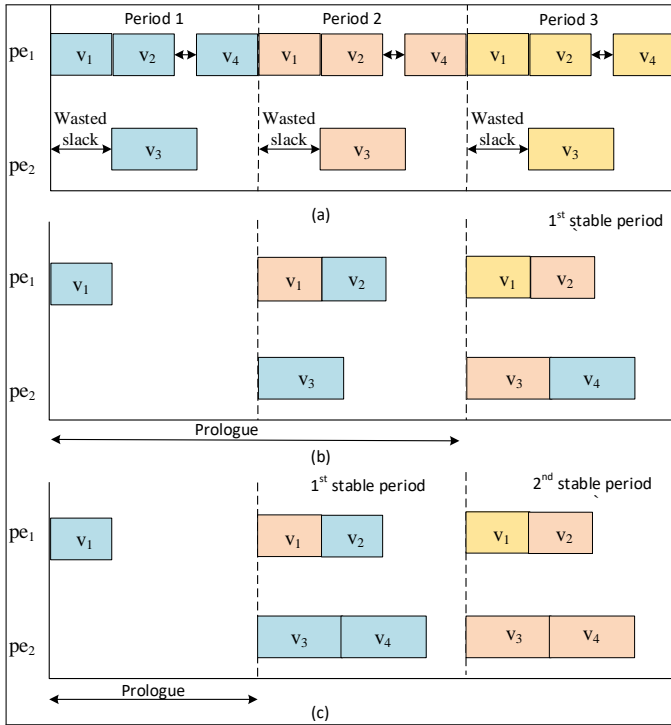 Period 1 Period 2 Period 3
pe₁ v₁ v₂ v₄ v₁ v₂ v₄ v₁ v₂ v₄
Wasted slack Wasted slack Wasted slack
pe₂ v₃ v₃ v₃
(a)
1ˢᵗ stable period
pe₁ v₁ v₁ v₂ v₁ v₂
pe₂ v₃ v₃ v₄
Prologue
(b)
1ˢᵗ stable period 2ⁿᵈ stable period
pe₁ v₁ v₁ v₂ v₁ v₂
pe₂ v₃ v₄ v₃ v₄
Prologue
(c)